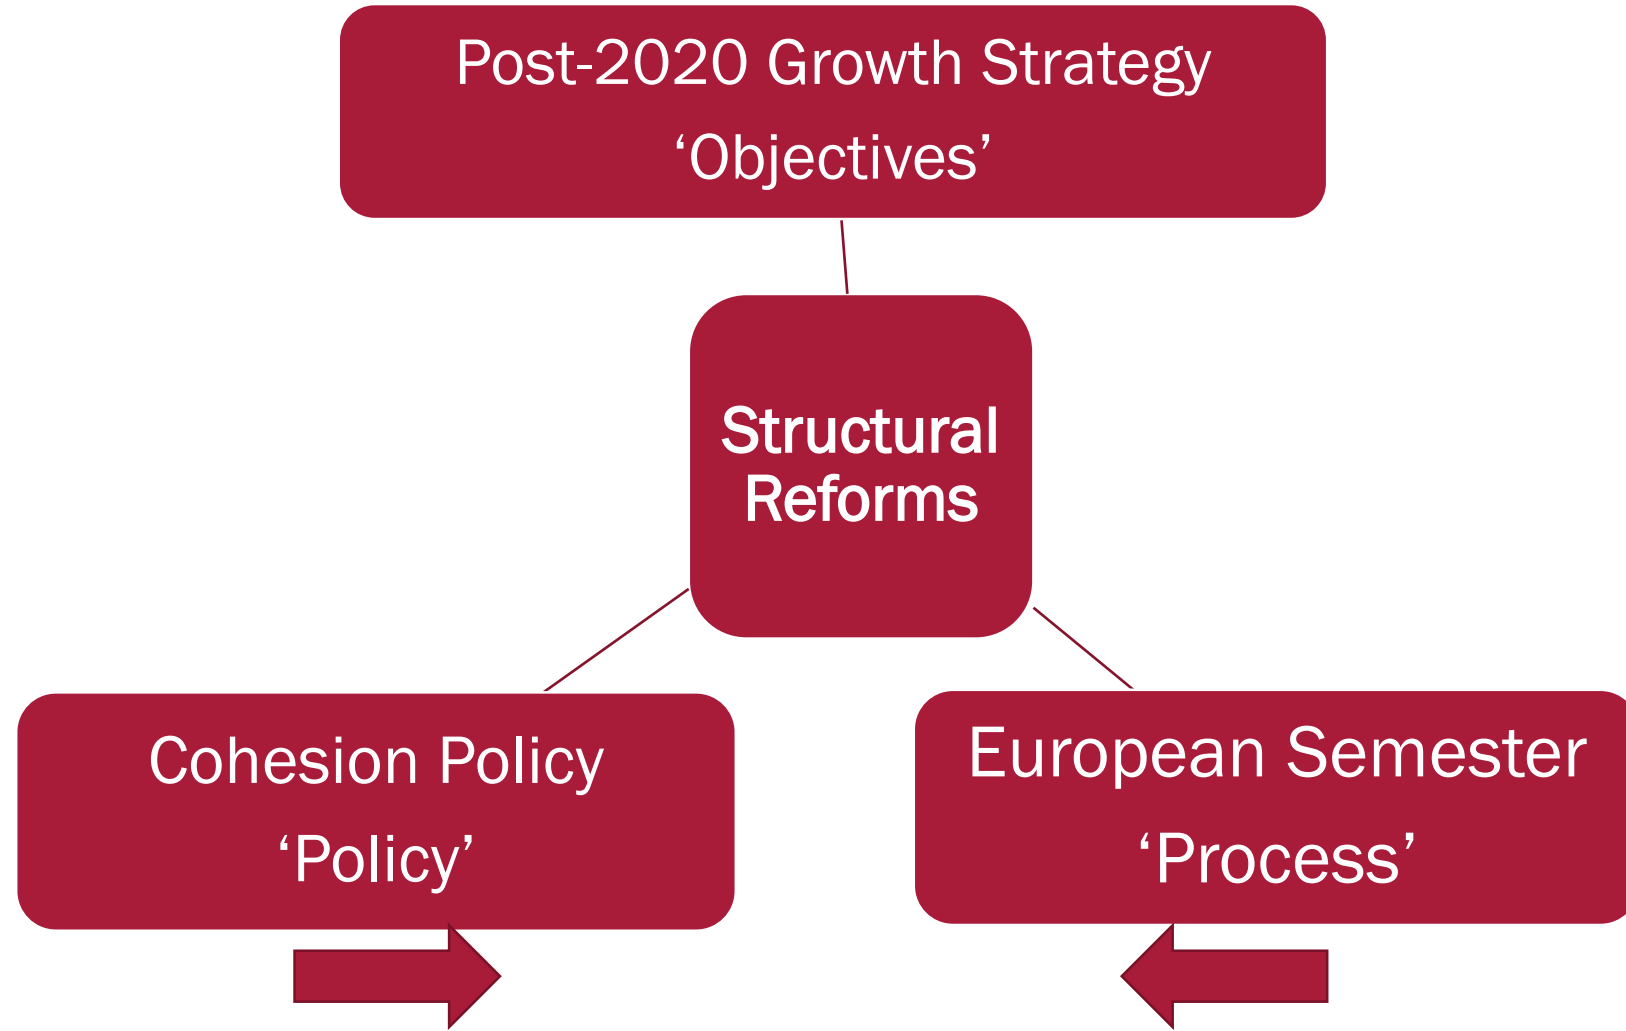 Post-2020 Growth Strategy
‘Objectives’
Structural
Reforms
Cohesion Policy
‘Policy’
European Semester
‘Process’